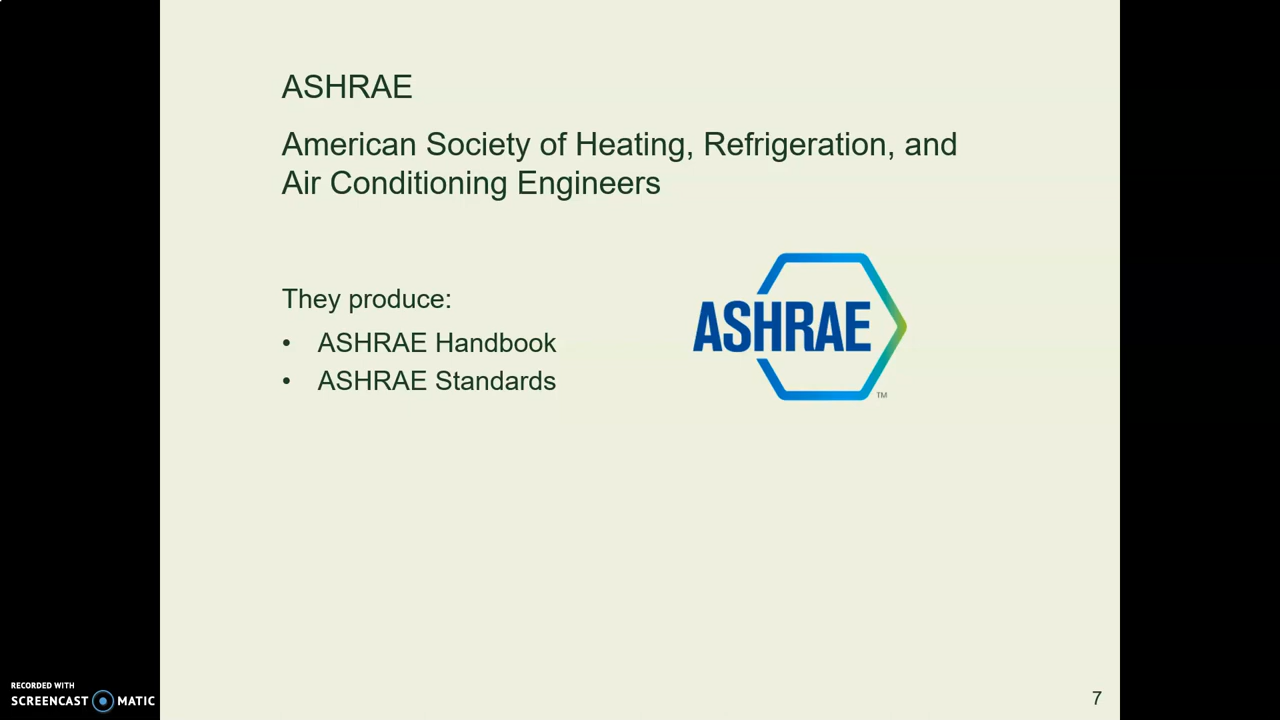 ASHRAE
American Society of Heating, Refrigeration, and
Air Conditioning Engineers
They produce:
• ASHRAE Handbook
• ASHRAE Standards
ASHRAE
TM
RECORDED WITH
SCREENCAST MATIC
7